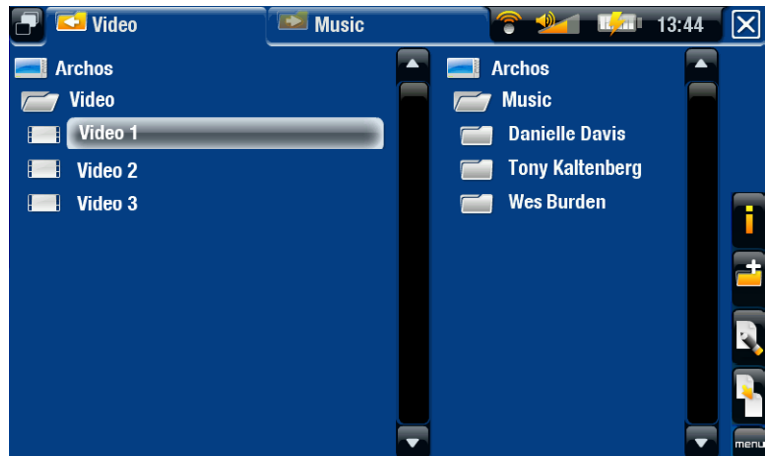 Video
Music
13:44
Archos
Video
Video 1
Video 2
Video 3
Archos
Music
Danielle Davis
Tony Kaltenberg
Wes Burden
menu